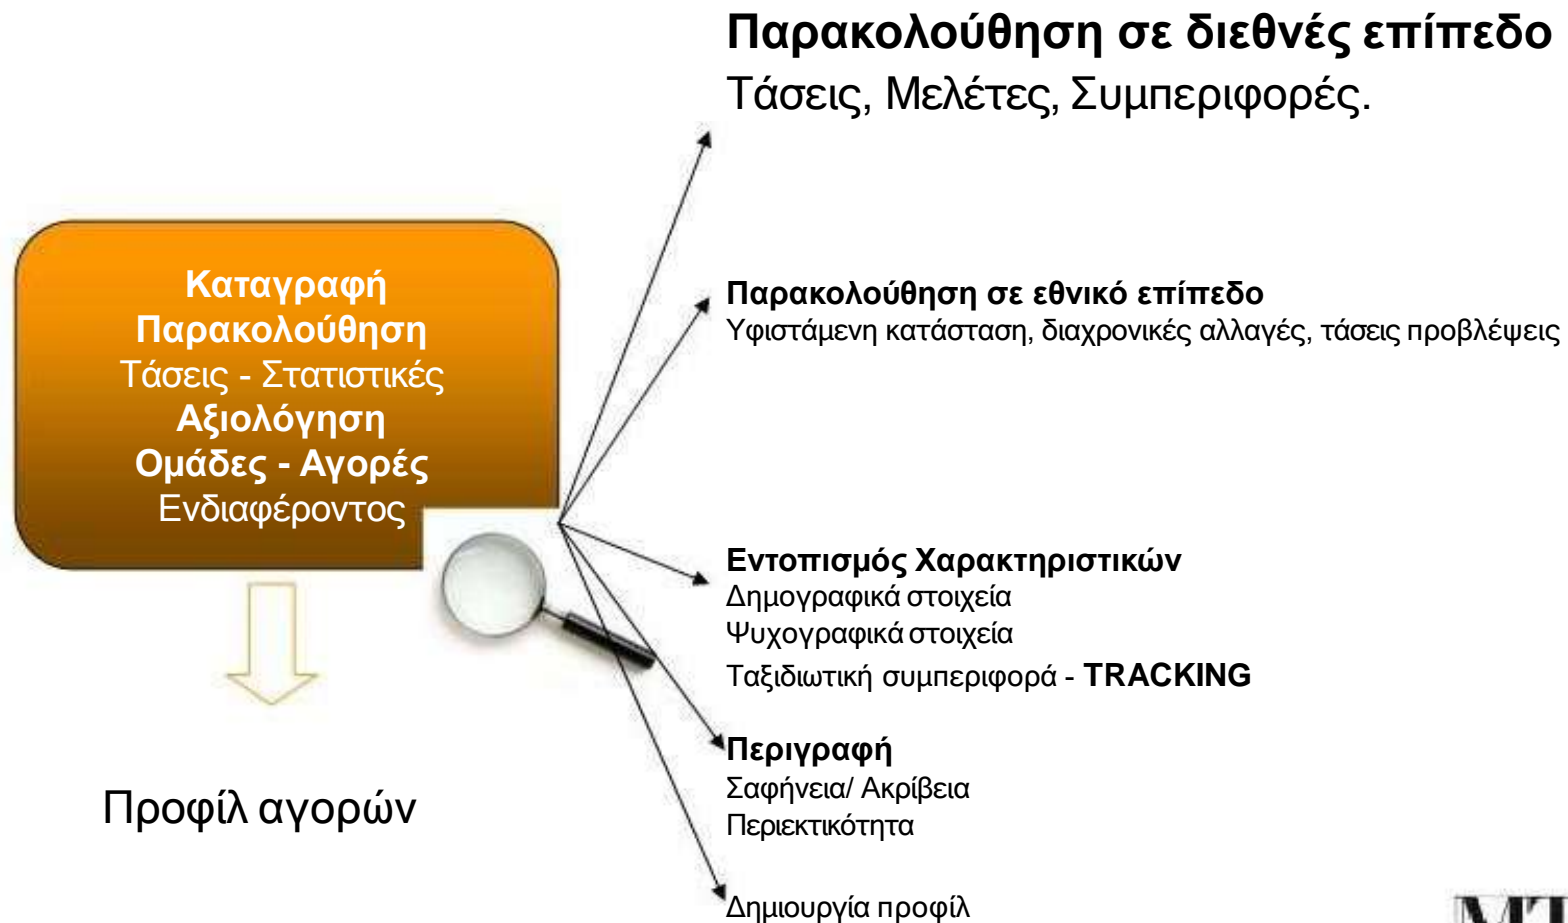 Παρακολούθηση σε διεθνές επίπεδο
Τάσεις, Μελέτες, Συμπεριφορές.
Καταγραφή
Παρακολούθηση
Τάσεις - Στατιστικές
Αξιολόγηση
Ομάδες - Αγορές
Ενδιαφέροντος
Προφίλ αγορών
Παρακολούθηση σε εθνικό επίπεδο
Υφιστάμενη κατάσταση, διαχρονικές αλλαγές, τάσεις προβλέψεις
Εντοπισμός Χαρακτηριστικών
Δημογραφικά στοιχεία
Ψυχογραφικά στοιχεία
Ταξιδιωτική συμπεριφορά - TRACKING
Περιγραφή
Σαφήνεια/ Ακρίβεια
Περιεκτικότητα
Δημιουργία προφίλ